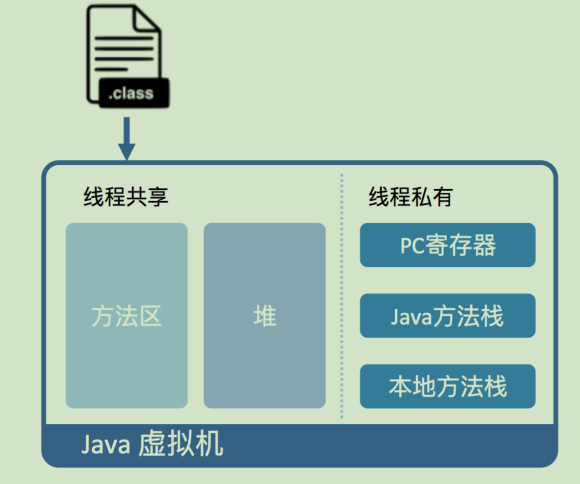 .class
线程共享
线程私有
方法区
堆
PC寄存器
Java方法栈
本地方法栈
Java 虚拟机